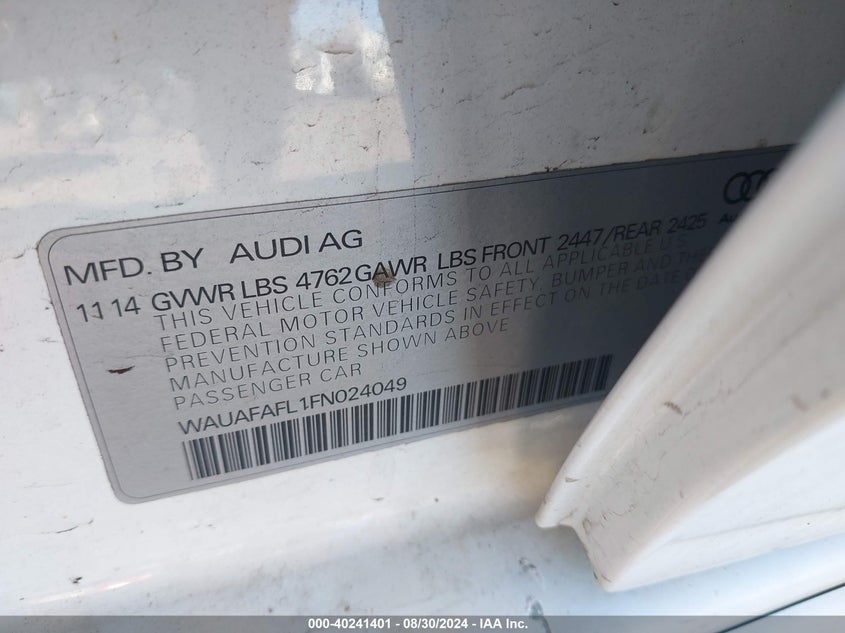 MFD. BY AUDI AG
11 14 GVWR LBS 4762 GAWR LBS FRONT 2447/REAR 2425
THIS VEHICLE CONFORMS TO ALL APPLICABLE U.S.
FEDERAL MOTOR VEHICLE SAFETY, BUMPER AND THE
PREVENTION STANDARDS IN EFFECT ON THE DATE O
MANUFACTURE SHOWN ABOVE
PASSENGER CAR
WAUAFAFL1FN024049
000-40241401 - 08/30/2024 - IAA Inc.